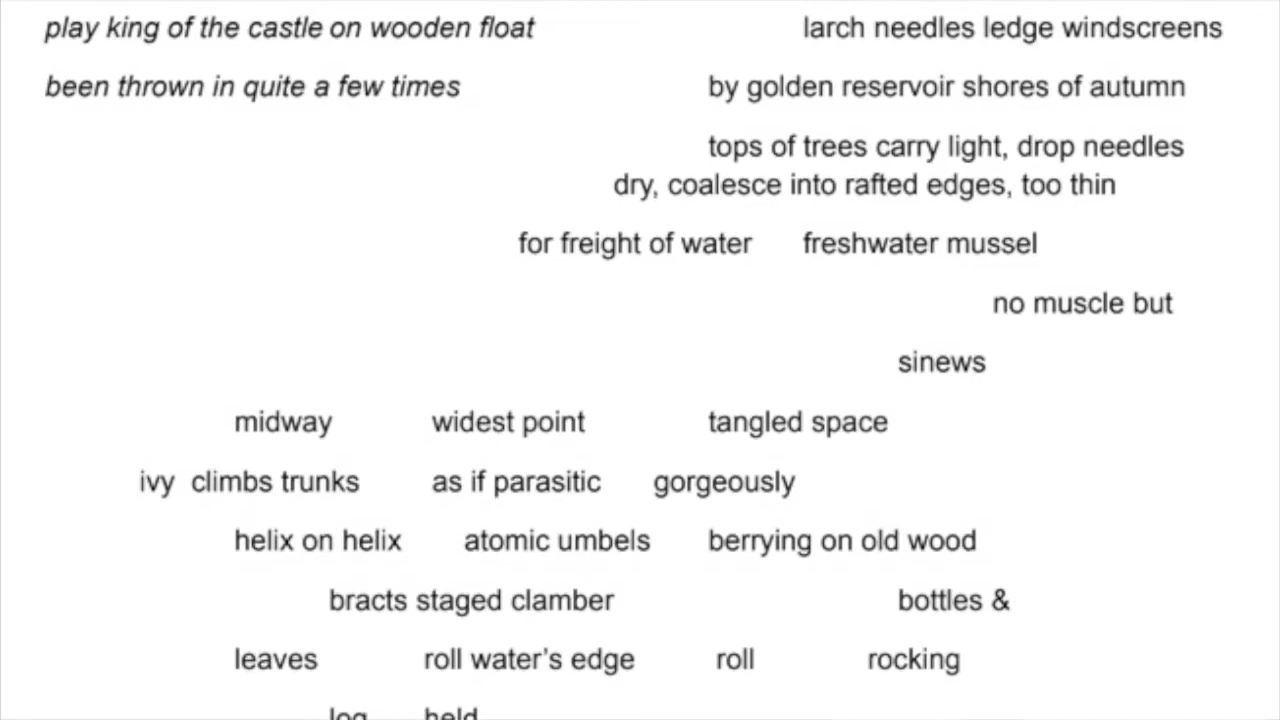 play king of the castle on wooden float larch needles ledge windscreens
been thrown in quite a few times by golden reservoir shores of autumn
tops of trees carry light, drop needles
dry, coalesce into rafted edges, too thin
for freight of water freshwater mussel
no muscle but
sinews
midway widest point tangled space
ivy climbs trunks as if parasitic gorgeously
helix on helix atomic umbels berrying on old wood
bracts staged clamber bottles &
leaves roll water’s edge roll rocking
log held